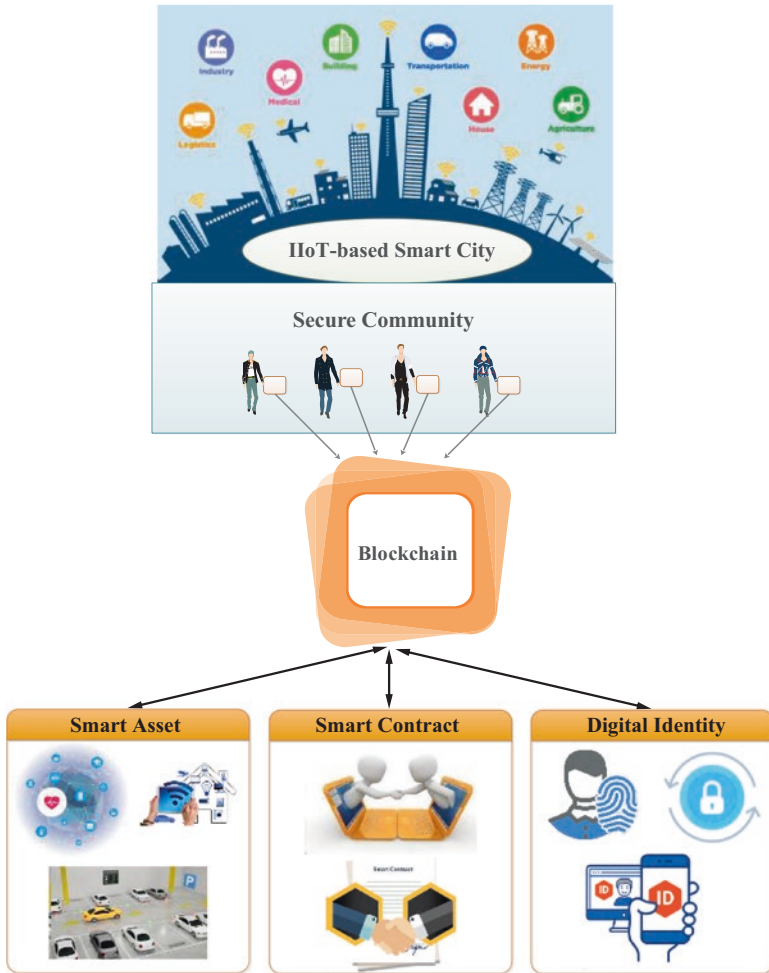 Industry
Medical
Building
Transportation
Energy
Logistics
House
Agriculture
IIoT-based Smart City
Secure Community
Blockchain
Smart Asset
Smart Contract
Digital Identity
P
Smart Contract
ID
ID